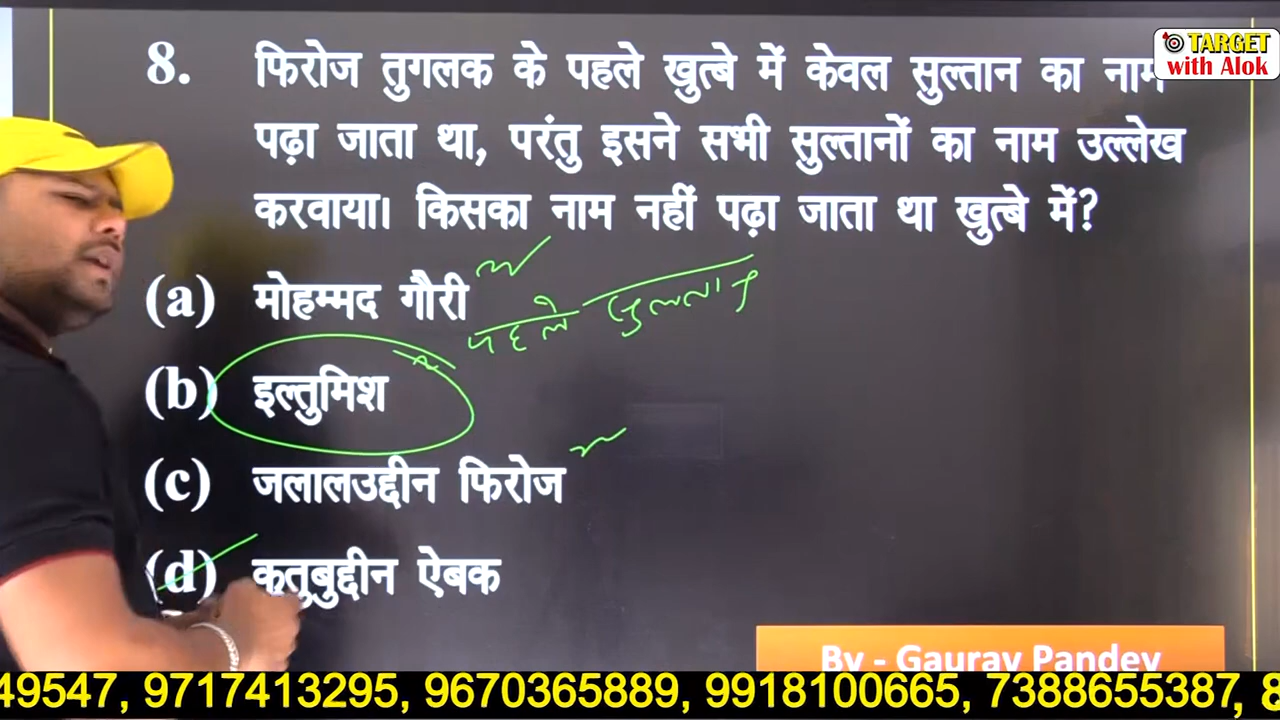 TARGET
with Alok
8. फिरोज तुगलक के पहले खुत्बे में केवल सुल्तान का नाम
पढ़ा जाता था, परंतु इसने सभी सुल्तानों का नाम उल्लेख
करवाया। किसका नाम नहीं पढ़ा जाता था खुत्बे में?
(a) मोहम्मद गौरी
पहले सुल्तान
(b) इल्तुमिश
(c) जलालउद्दीन फिरोज
(d) कुतुबुद्दीन ऐबक
By - Gaurav Pandey
49547, 9717413295, 9670365889, 9918100665, 7388655387, 8